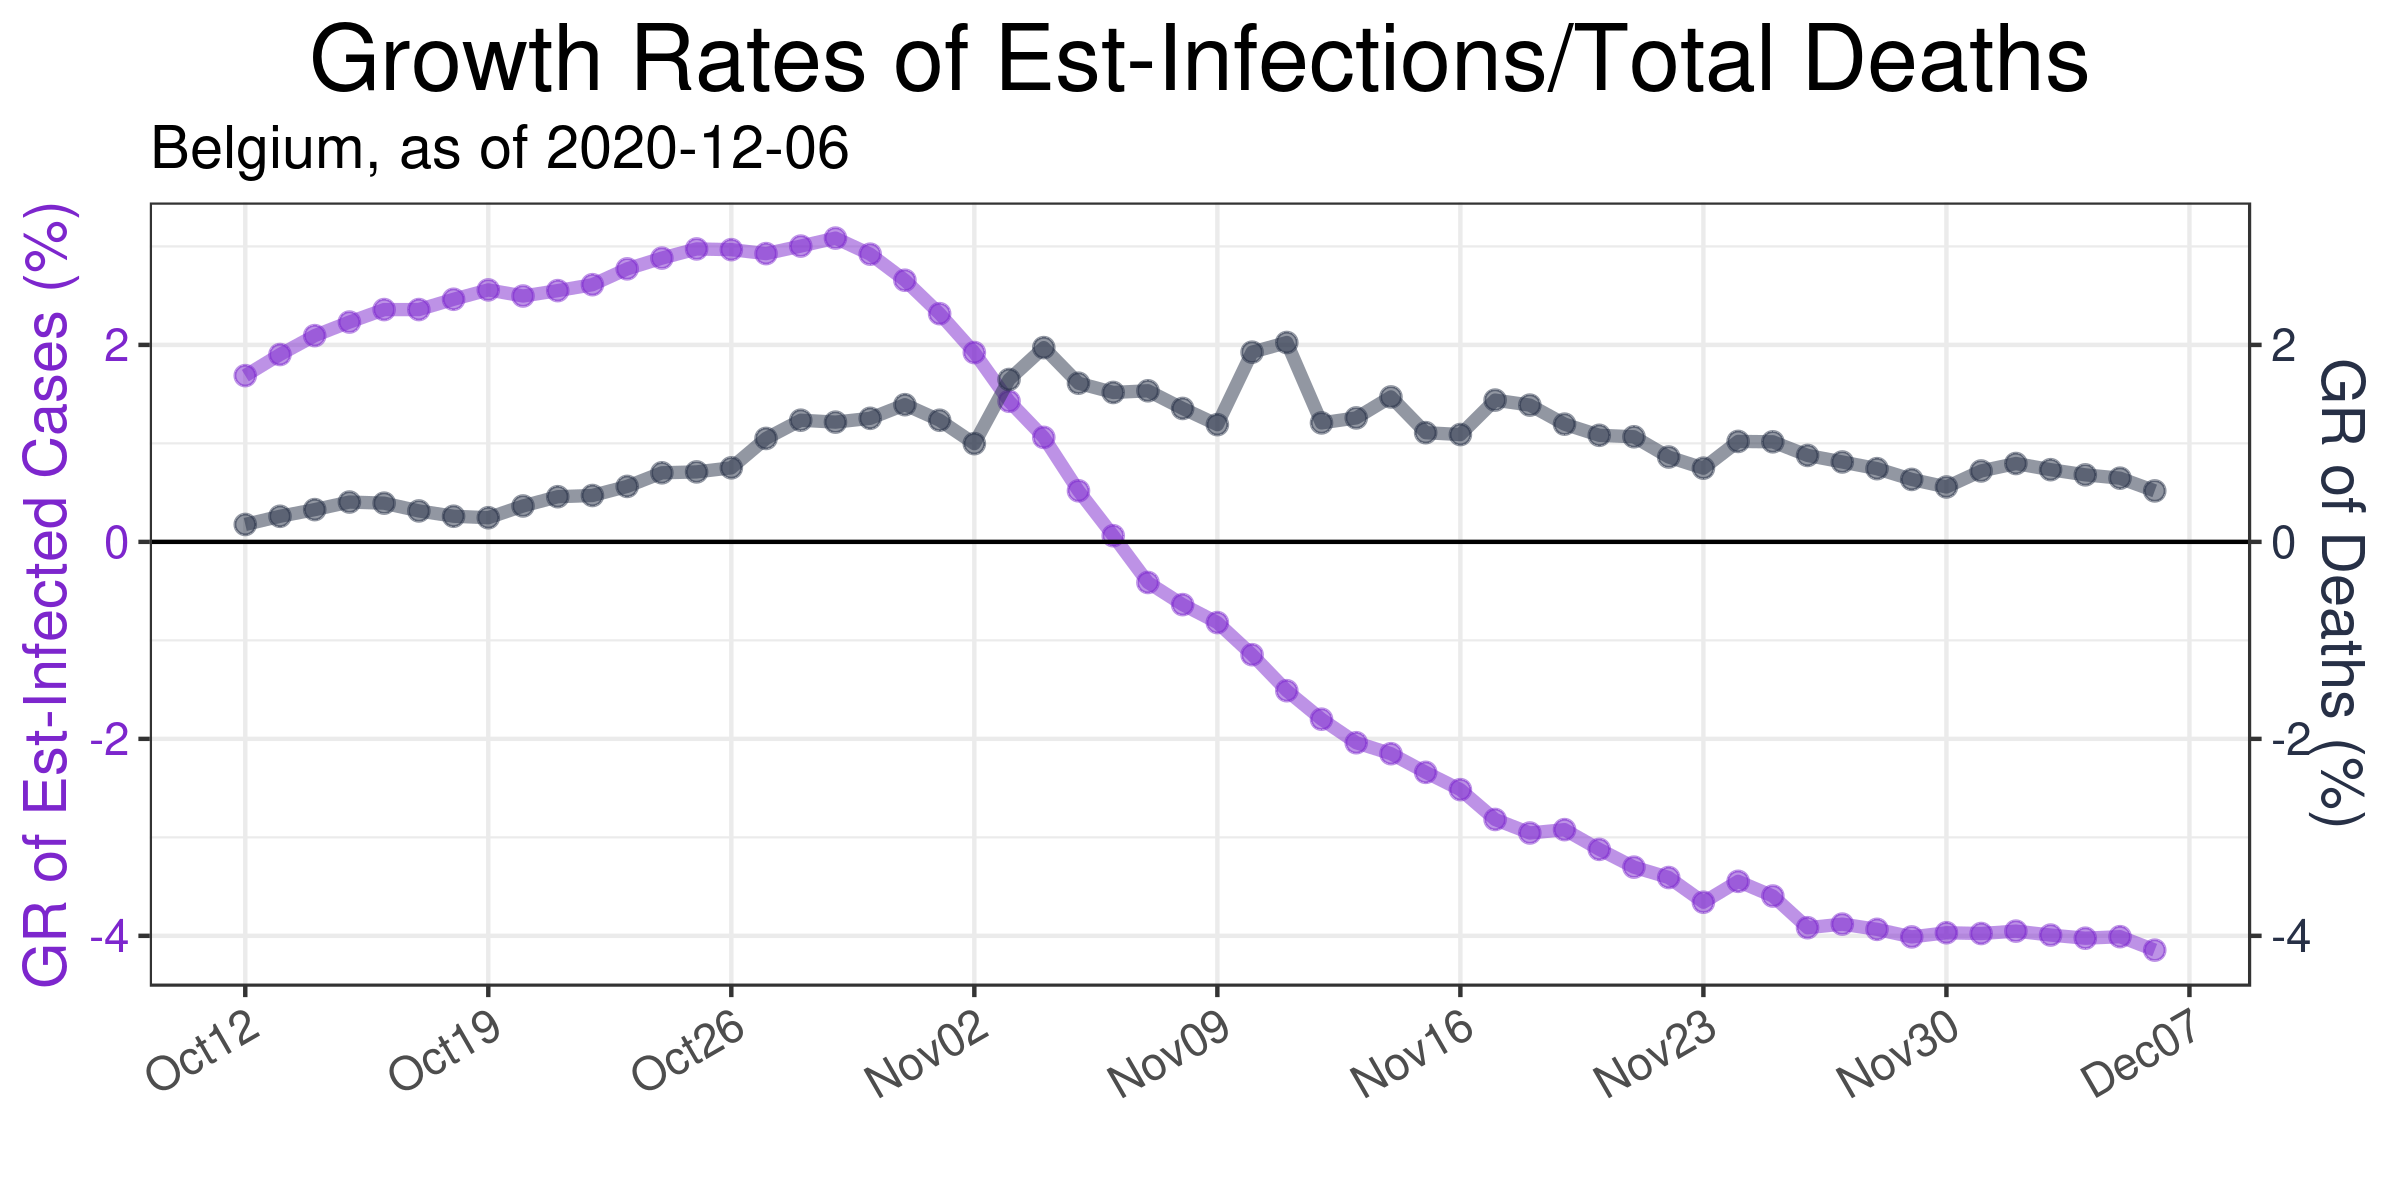 Growth Rates of Est-Infections/Total Deaths
Belgium, as of 2020-12-06
GR of Est-Infected Cases (%)
2
0
-2
-4
2
0
-2
-4
GR of Deaths (%)
Oct12
Oct19
Oct26
Nov02
Nov09
Nov16
Nov23
Nov30
Dec07